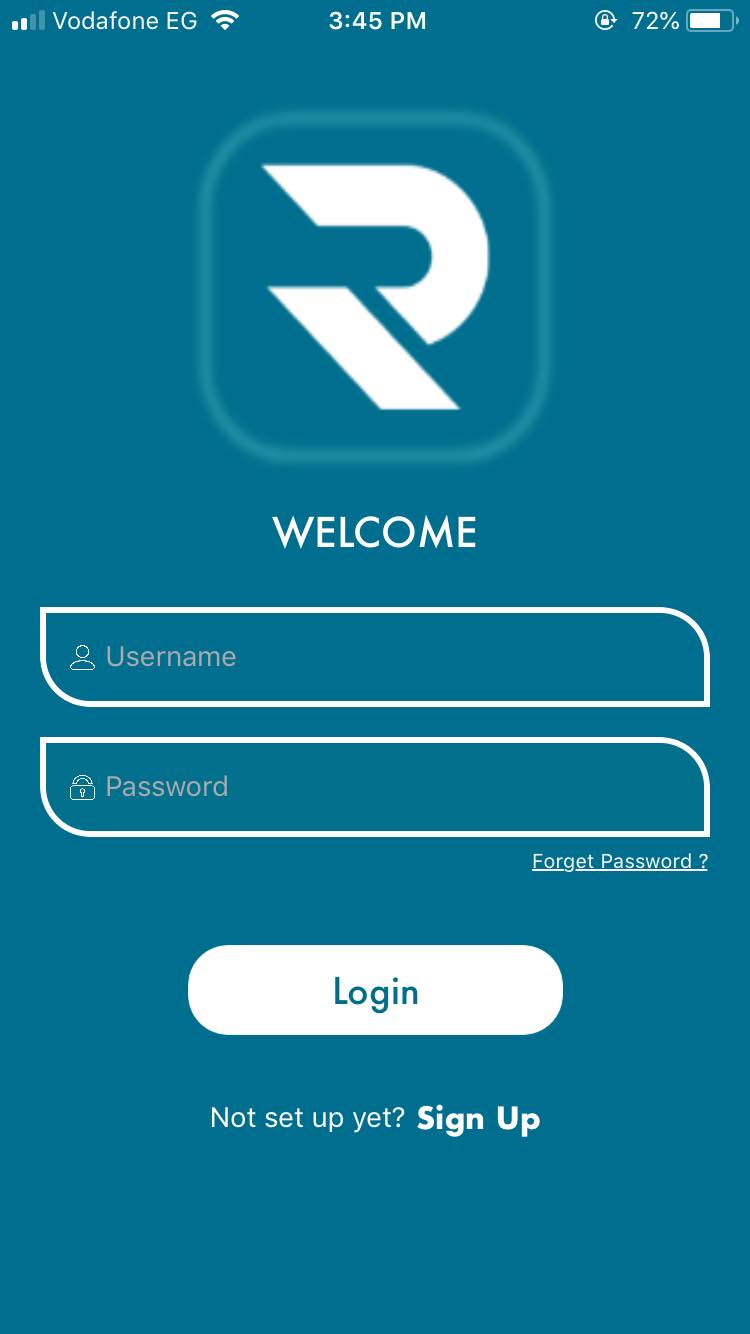 Vodafone EG 3:45 PM 72%
WELCOME
Username
Password
Forget Password ?
Login
Not set up yet? Sign Up